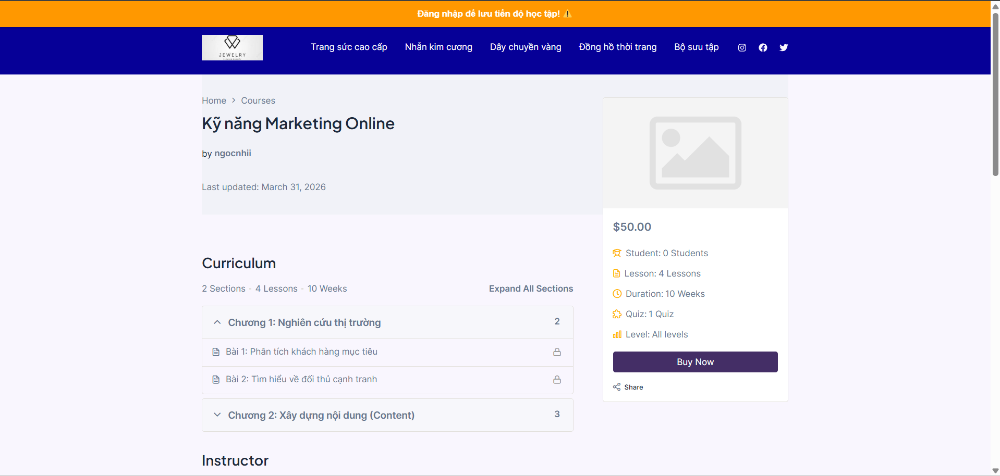 Đăng nhập để lưu tiến độ học tập! ⚠️
JEWELRY
PREMIUM QUALITY
Trang sức cao cấp
Nhẫn kim cương
Dây chuyền vàng
Đồng hồ thời trang
Bộ sưu tập
Home > Courses
Kỹ năng Marketing Online
by ngocnhii
Last updated: March 31, 2026
$50.00
Student: 0 Students
Lesson: 4 Lessons
Duration: 10 Weeks
Quiz: 1 Quiz
Level: All levels
Buy Now
Share
Curriculum
2 Sections • 4 Lessons • 10 Weeks
Expand All Sections
Chương 1: Nghiên cứu thị trường 2
Bài 1: Phân tích khách hàng mục tiêu
Bài 2: Tìm hiểu về đối thủ cạnh tranh
Chương 2: Xây dựng nội dung (Content) 3
Instructor